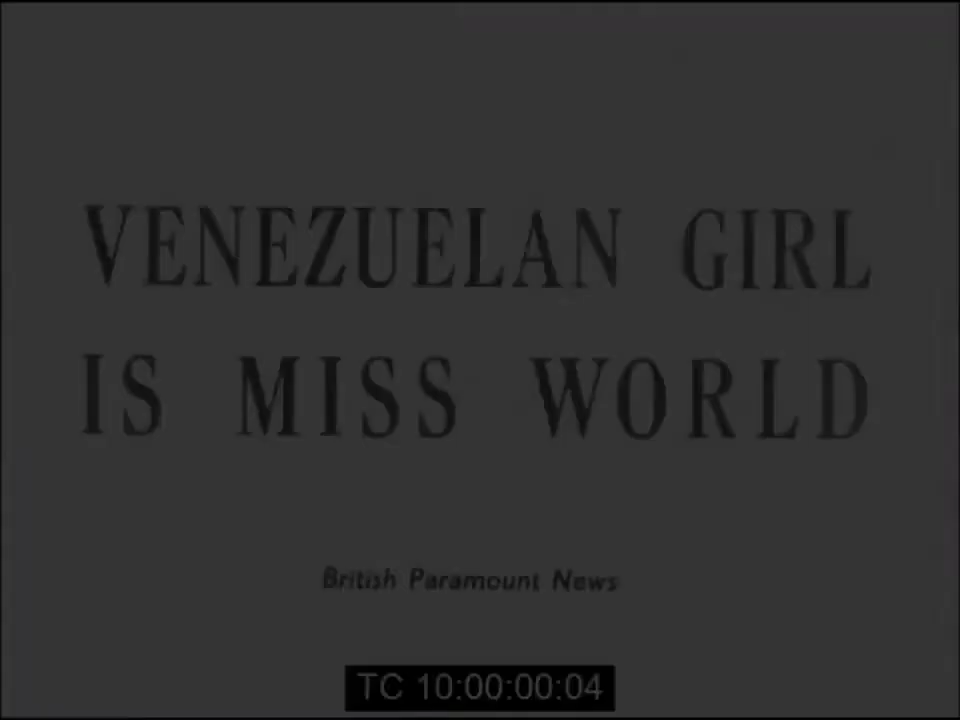 VENEZUELAN GIRL
IS MISS WORLD
British Paramount News
TC 10:00:00:04